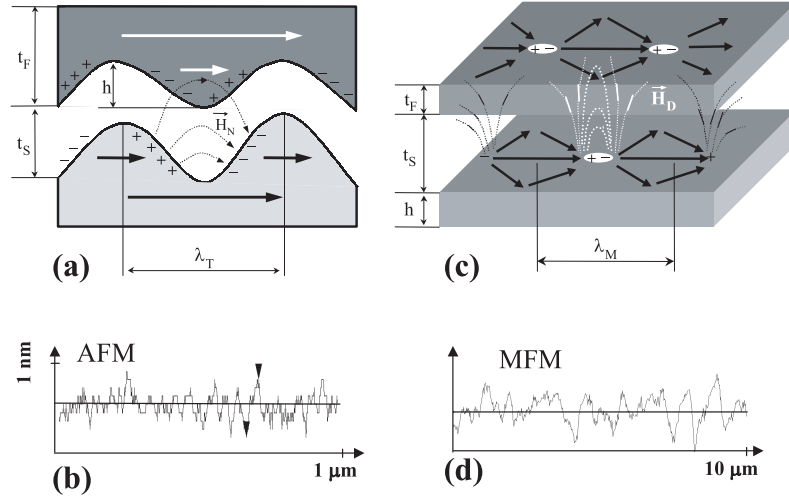 t_F
h
t_S
H_N
+ + + +
− − −
+ + +
− − −
− − −
+ + + +
− − −
λ_T
(a)
+ −
+ −
t_F
H_D
t_S
−
+ −
+
h
λ_M
(c)
AFM
1 nm
1 μm
(b)
MFM
10 μm
(d)